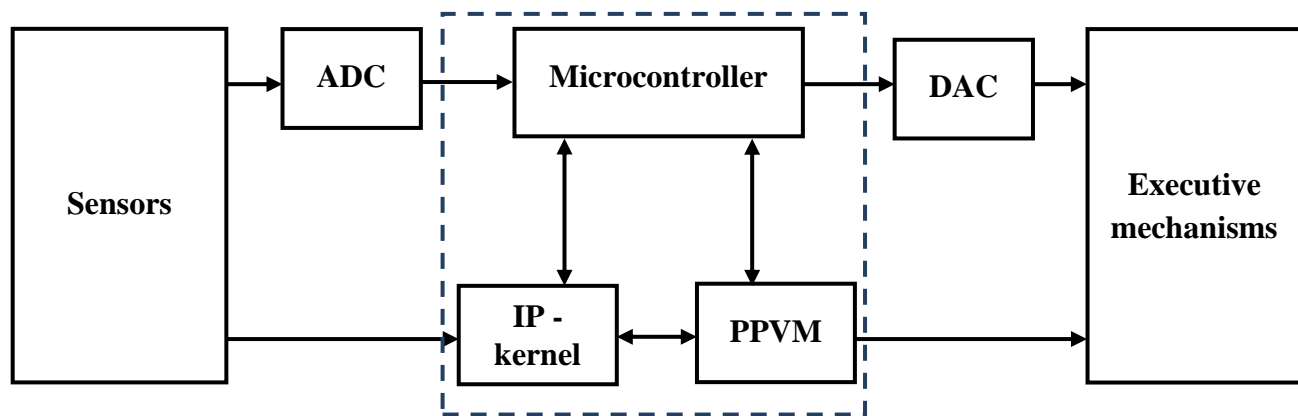 Sensors
ADC
Microcontroller
DAC
Executive
mechanisms
IP -
kernel
PPVM